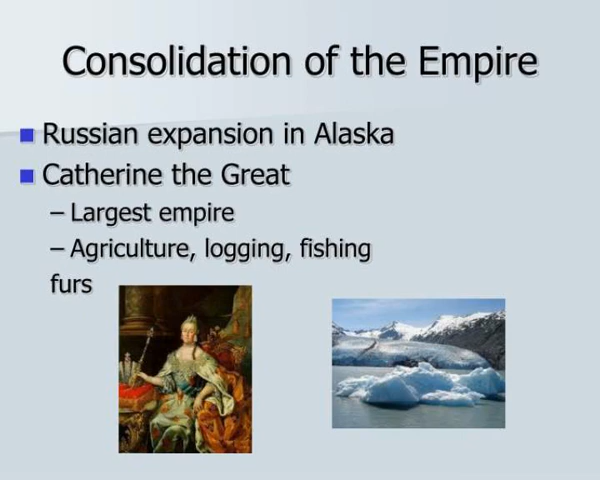 Consolidation of the Empire
Russian expansion in Alaska
Catherine the Great
– Largest empire
– Agriculture, logging, fishing
furs